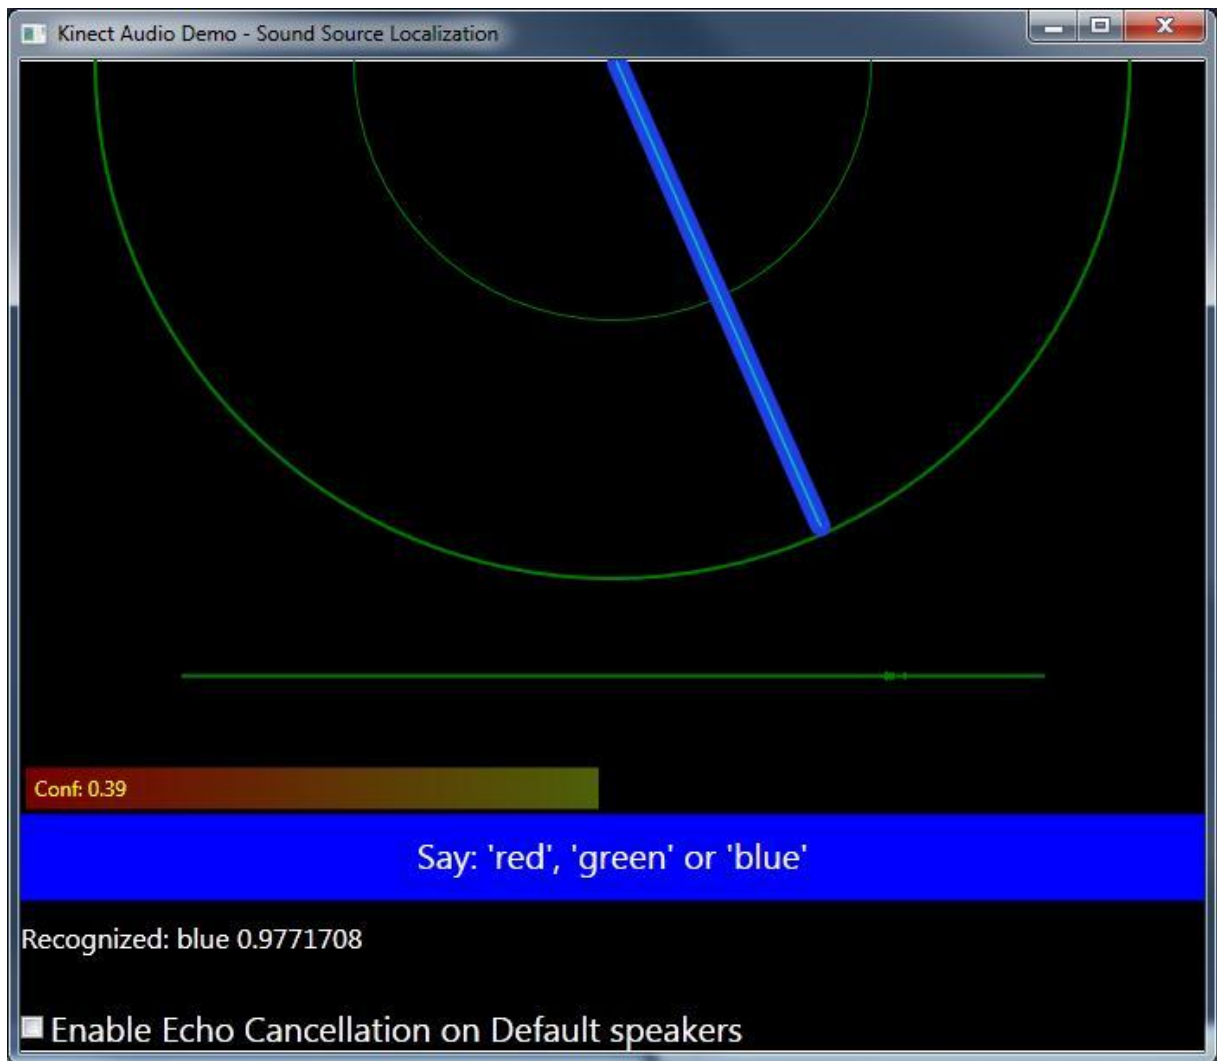 Kinect Audio Demo - Sound Source Localization
Conf: 0.39
Say: 'red', 'green' or 'blue'
Recognized: blue 0.9771708
Enable Echo Cancellation on Default speakers